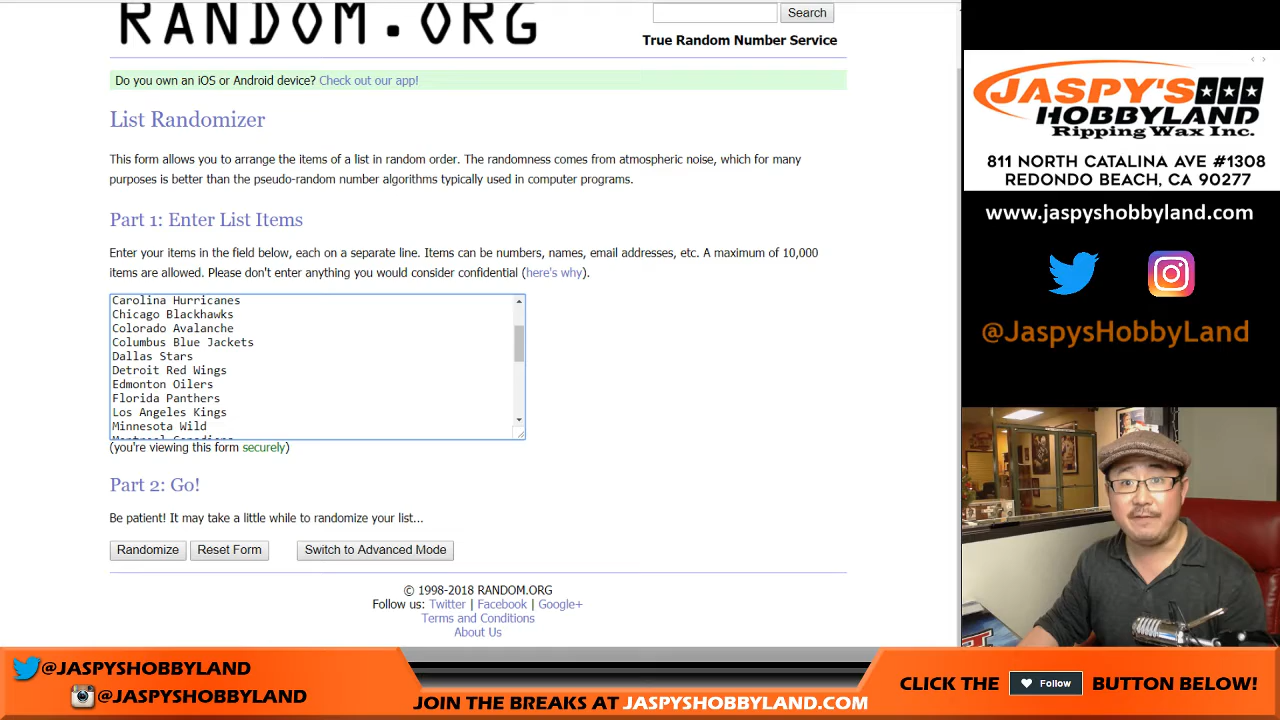 RANDOM.ORG
Search
True Random Number Service
Do you own an iOS or Android device? Check out our app!
List Randomizer
This form allows you to arrange the items of a list in random order. The randomness comes from atmospheric noise, which for many
purposes is better than the pseudo-random number algorithms typically used in computer programs.
Part 1: Enter List Items
Enter your items in the field below, each on a separate line. Items can be numbers, names, email addresses, etc. A maximum of 10,000
items are allowed. Please don't enter anything you would consider confidential (here's why).
Carolina Hurricanes
Chicago Blackhawks
Colorado Avalanche
Columbus Blue Jackets
Dallas Stars
Detroit Red Wings
Edmonton Oilers
Florida Panthers
Los Angeles Kings
Minnesota Wild
(you're viewing this form securely)
Part 2: Go!
Be patient! It may take a little while to randomize your list...
Randomize
Reset Form
Switch to Advanced Mode
© 1998-2018 RANDOM.ORG
Follow us: Twitter | Facebook | Google+
Terms and Conditions
About Us
JASPY'S
HOBBYLAND
Ripping Wax Inc.
811 NORTH CATALINA AVE #1308
REDONDO BEACH, CA 90277
www.jaspyshobbyland.com
@JaspysHobbyLand
@JASPYSHOBBYLAND
@JASPYSHOBBYLAND
JOIN THE BREAKS AT JASPYSHOBBYLAND.COM
CLICK THE Follow BUTTON BELOW!